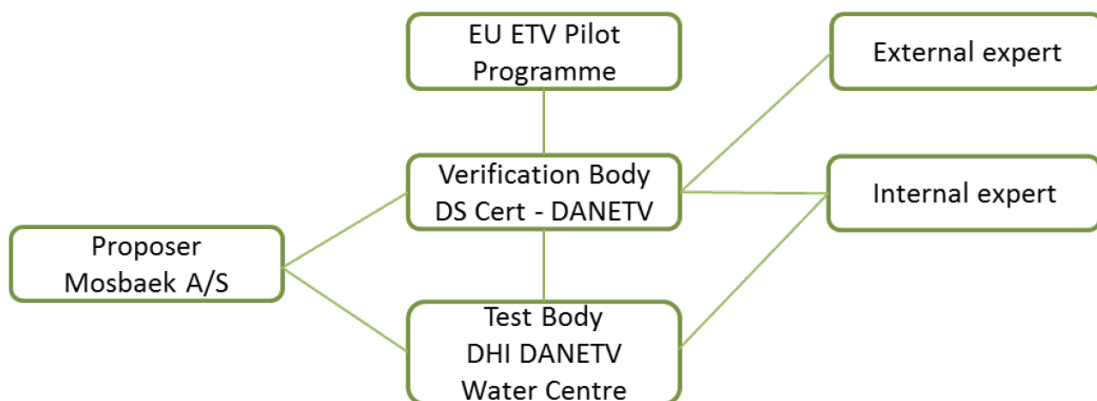 EU ETV Pilot
Programme
External expert
Verification Body
DS Cert - DANETV
Internal expert
Proposer
Mosbaek A/S
Test Body
DHI DANETV
Water Centre